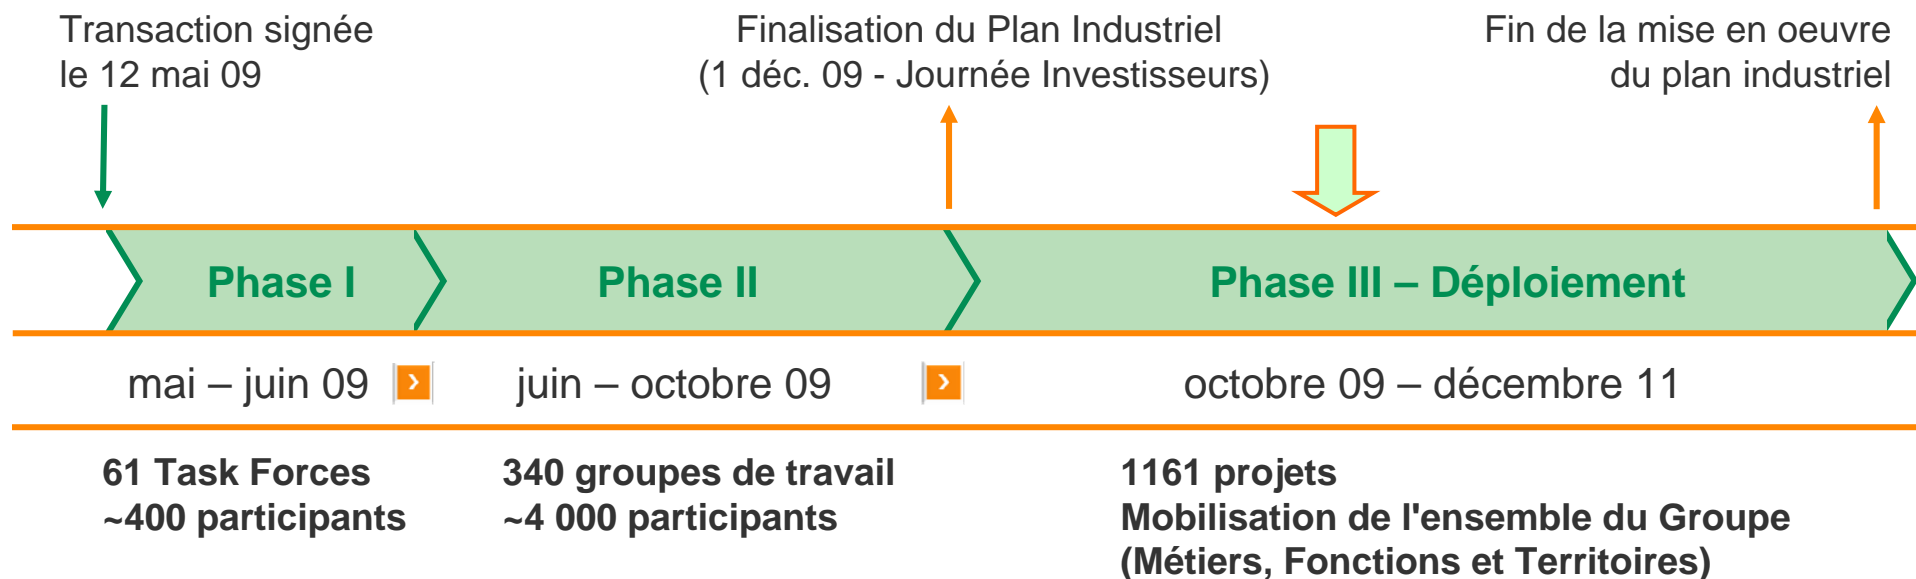 Transaction signée
le 12 mai 09
Finalisation du Plan Industriel
(1 déc. 09 - Journée Investisseurs)
Fin de la mise en oeuvre
du plan industriel
Phase I
Phase II
Phase III – Déploiement
mai – juin 09
juin – octobre 09
octobre 09 – décembre 11
61 Task Forces
~400 participants
340 groupes de travail
~4 000 participants
1161 projets
Mobilisation de l'ensemble du Groupe
(Métiers, Fonctions et Territoires)